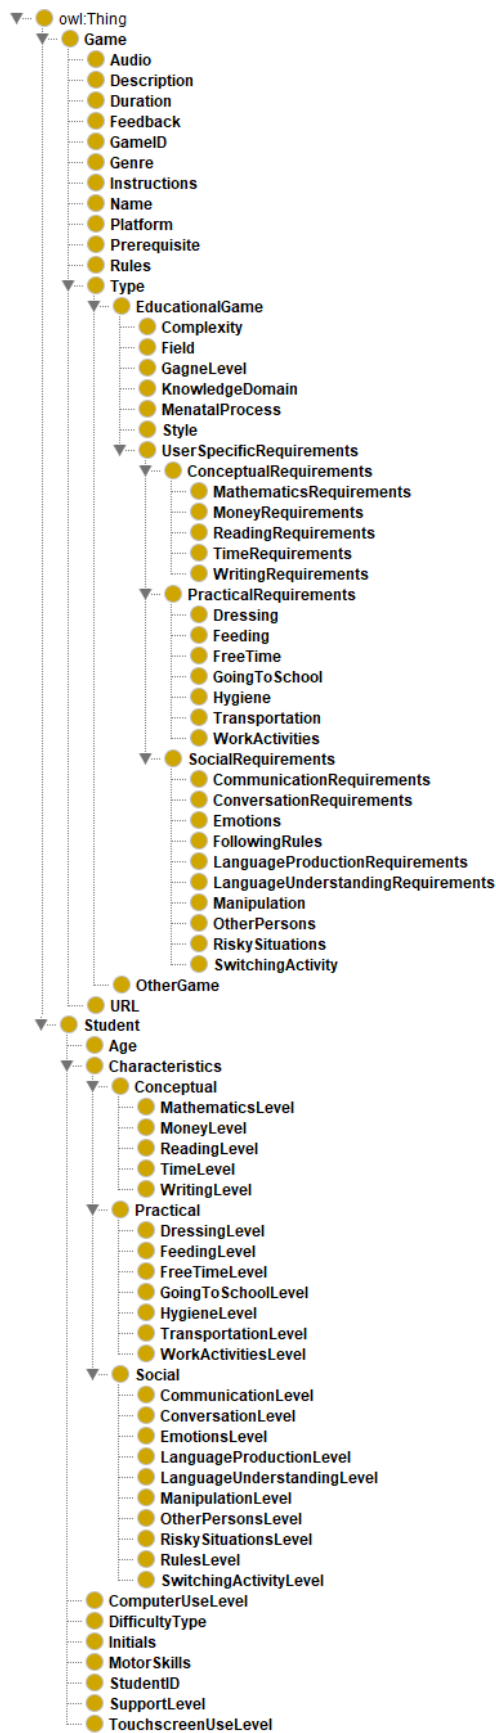 owl:Thing
Game
Audio
Description
Duration
Feedback
GameID
Genre
Instructions
Name
Platform
Prerequisite
Rules
Type
EducationalGame
Complexity
Field
GagneLevel
KnowledgeDomain
MenatalProcess
Style
UserSpecificRequirements
ConceptualRequirements
MathematicsRequirements
MoneyRequirements
ReadingRequirements
TimeRequirements
WritingRequirements
PracticalRequirements
Dressing
Feeding
FreeTime
GoingToSchool
Hygiene
Transportation
WorkActivities
SocialRequirements
CommunicationRequirements
ConversationRequirements
Emotions
FollowingRules
LanguageProductionRequirements
LanguageUnderstandingRequirements
Manipulation
OtherPersons
RiskySituations
SwitchingActivity
OtherGame
URL
Student
Age
Characteristics
Conceptual
MathematicsLevel
MoneyLevel
ReadingLevel
TimeLevel
WritingLevel
Practical
DressingLevel
FeedingLevel
FreeTimeLevel
GoingToSchoolLevel
HygieneLevel
TransportationLevel
WorkActivitiesLevel
Social
CommunicationLevel
ConversationLevel
EmotionsLevel
LanguageProductionLevel
LanguageUnderstandingLevel
ManipulationLevel
OtherPersonsLevel
RiskySituationsLevel
RulesLevel
SwitchingActivityLevel
ComputerUseLevel
DifficultyType
Initials
MotorSkills
StudentID
SupportLevel
TouchscreenUseLevel